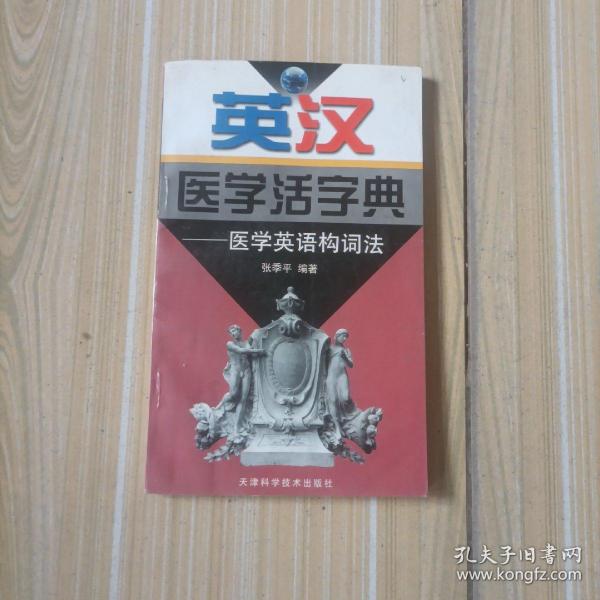 英汉
医学活字典
——医学英语构词法
张季平 编著
天津科学技术出版社
孔夫子旧书网
www.kongfz.com